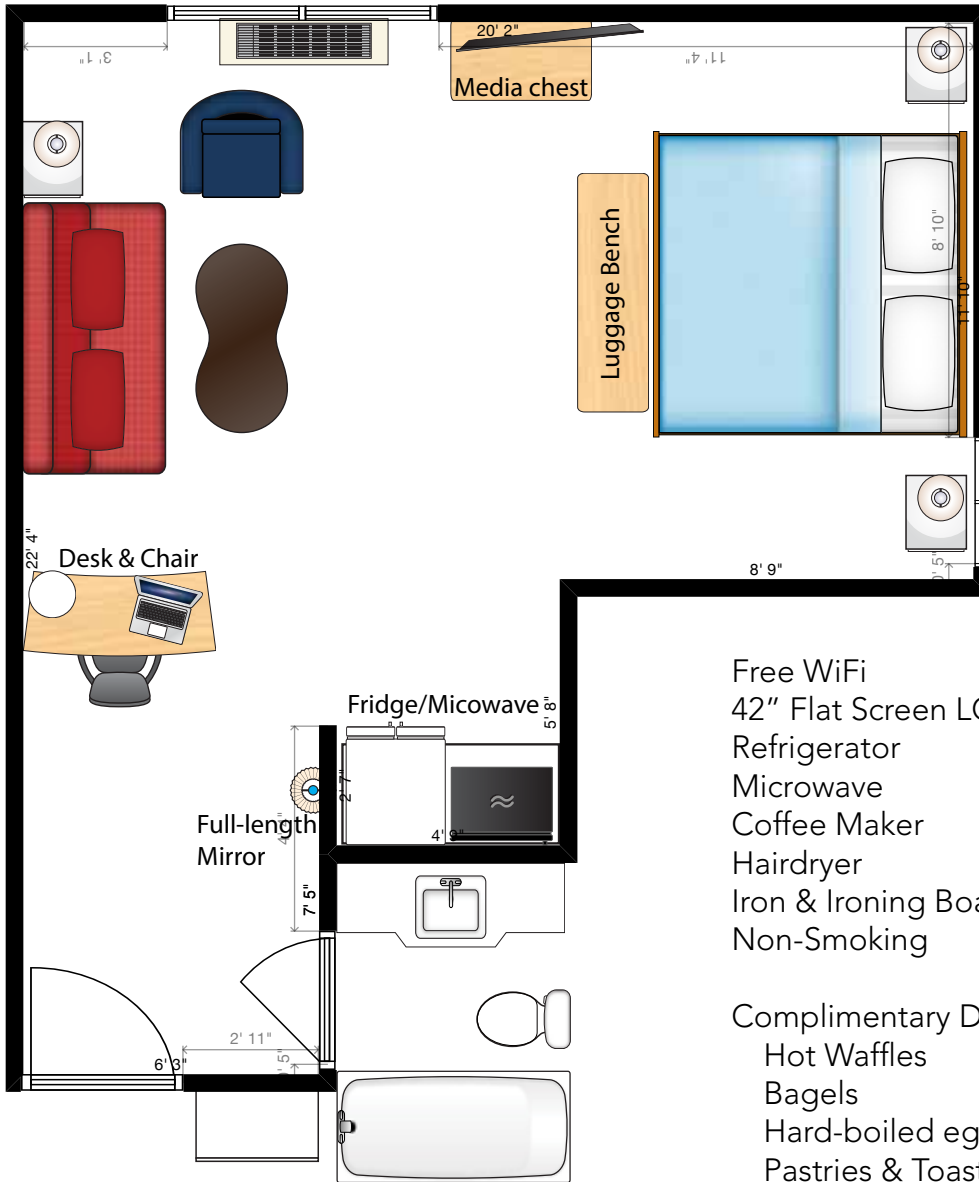 20' 2"
3' 1"
11' 4"
Media chest
Luggage Bench
8' 10"
11' 10"
22' 4"
Desk & Chair
8' 9"
5"
Fridge/Micowave
5' 8"
2' 7"
4' 9"
Full-length
Mirror
7' 5"
2' 11"
6' 3"
5"
Free WiFi
42” Flat Screen
Refrigerator
Microwave
Coffee Maker
Hairdryer
Iron & Ironing
Non-Smoking
Complimentary
Hot Waffles
Bagels
Hard-boiled
Pastries & Toast